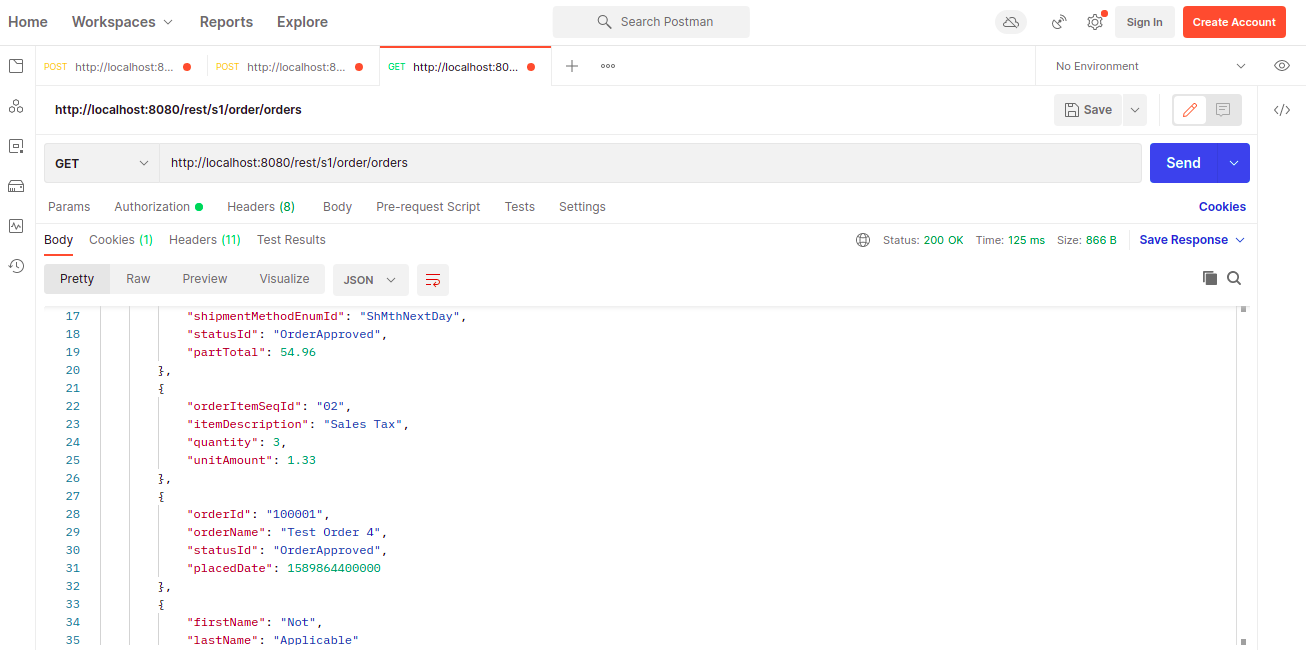 Home Workspaces Reports Explore Search Postman Sign In Create Account
POST http://localhost:8... POST http://localhost:8... GET http://localhost:80... No Environment
http://localhost:8080/rest/s1/order/orders Save
GET http://localhost:8080/rest/s1/order/orders Send
Params Authorization Headers (8) Body Pre-request Script Tests Settings Cookies
Body Cookies (1) Headers (11) Test Results Status: 200 OK Time: 125 ms Size: 866 B Save Response
Pretty Raw Preview Visualize JSON
17 "shipmentMethodEnumId": "ShMthNextDay",
18 "statusId": "OrderApproved",
19 "partTotal": 54.96
20 },
21 {
22 "orderItemSeqId": "02",
23 "itemDescription": "Sales Tax",
24 "quantity": 3,
25 "unitAmount": 1.33
26 },
27 {
28 "orderId": "100001",
29 "orderName": "Test Order 4",
30 "statusId": "OrderApproved",
31 "placedDate": 1589864400000
32 },
33 {
34 "firstName": "Not",
35 "lastName": "Applicable"